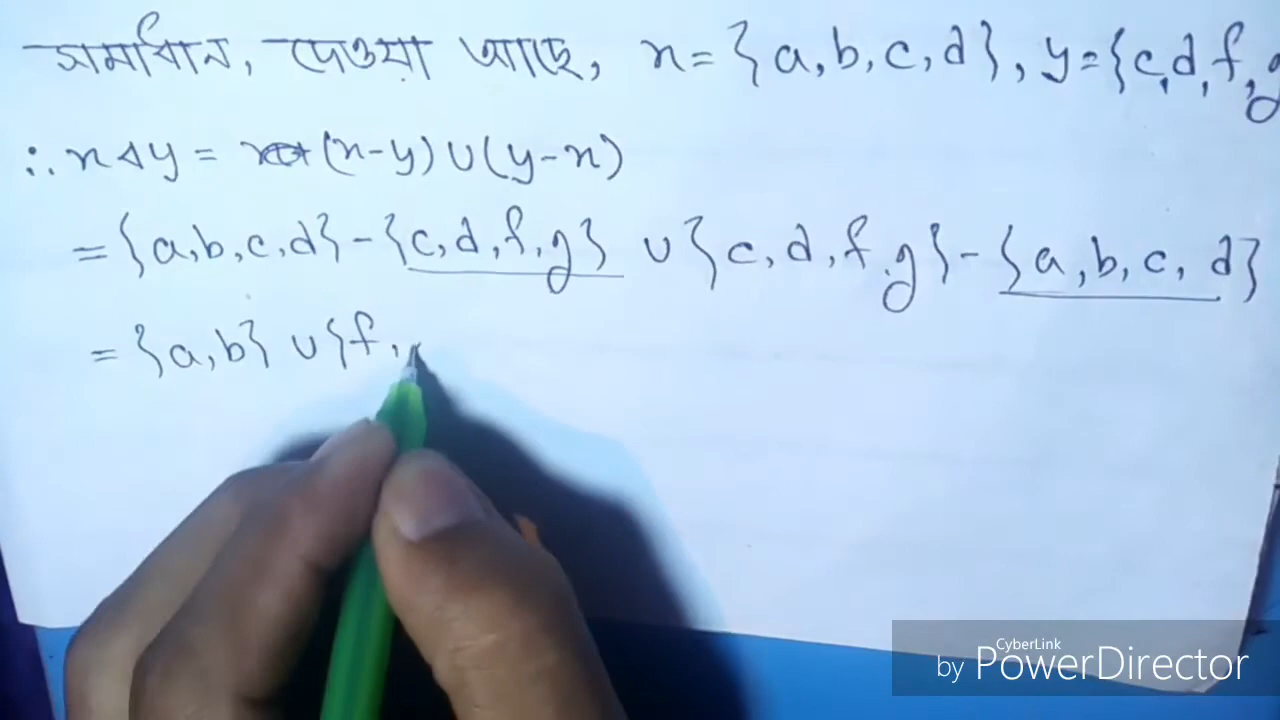 সমাধান, দেওয়া আছে, x = {a, b, c, d}, y = {c, d, f, g
∴ x Δ y = (x - y) ∪ (y - x)
= {a, b, c, d} - {c, d, f, g} ∪ {c, d, f, g} - {a, b, c, d}
= {a, b} ∪ {f,
CyberLink
by PowerDirector